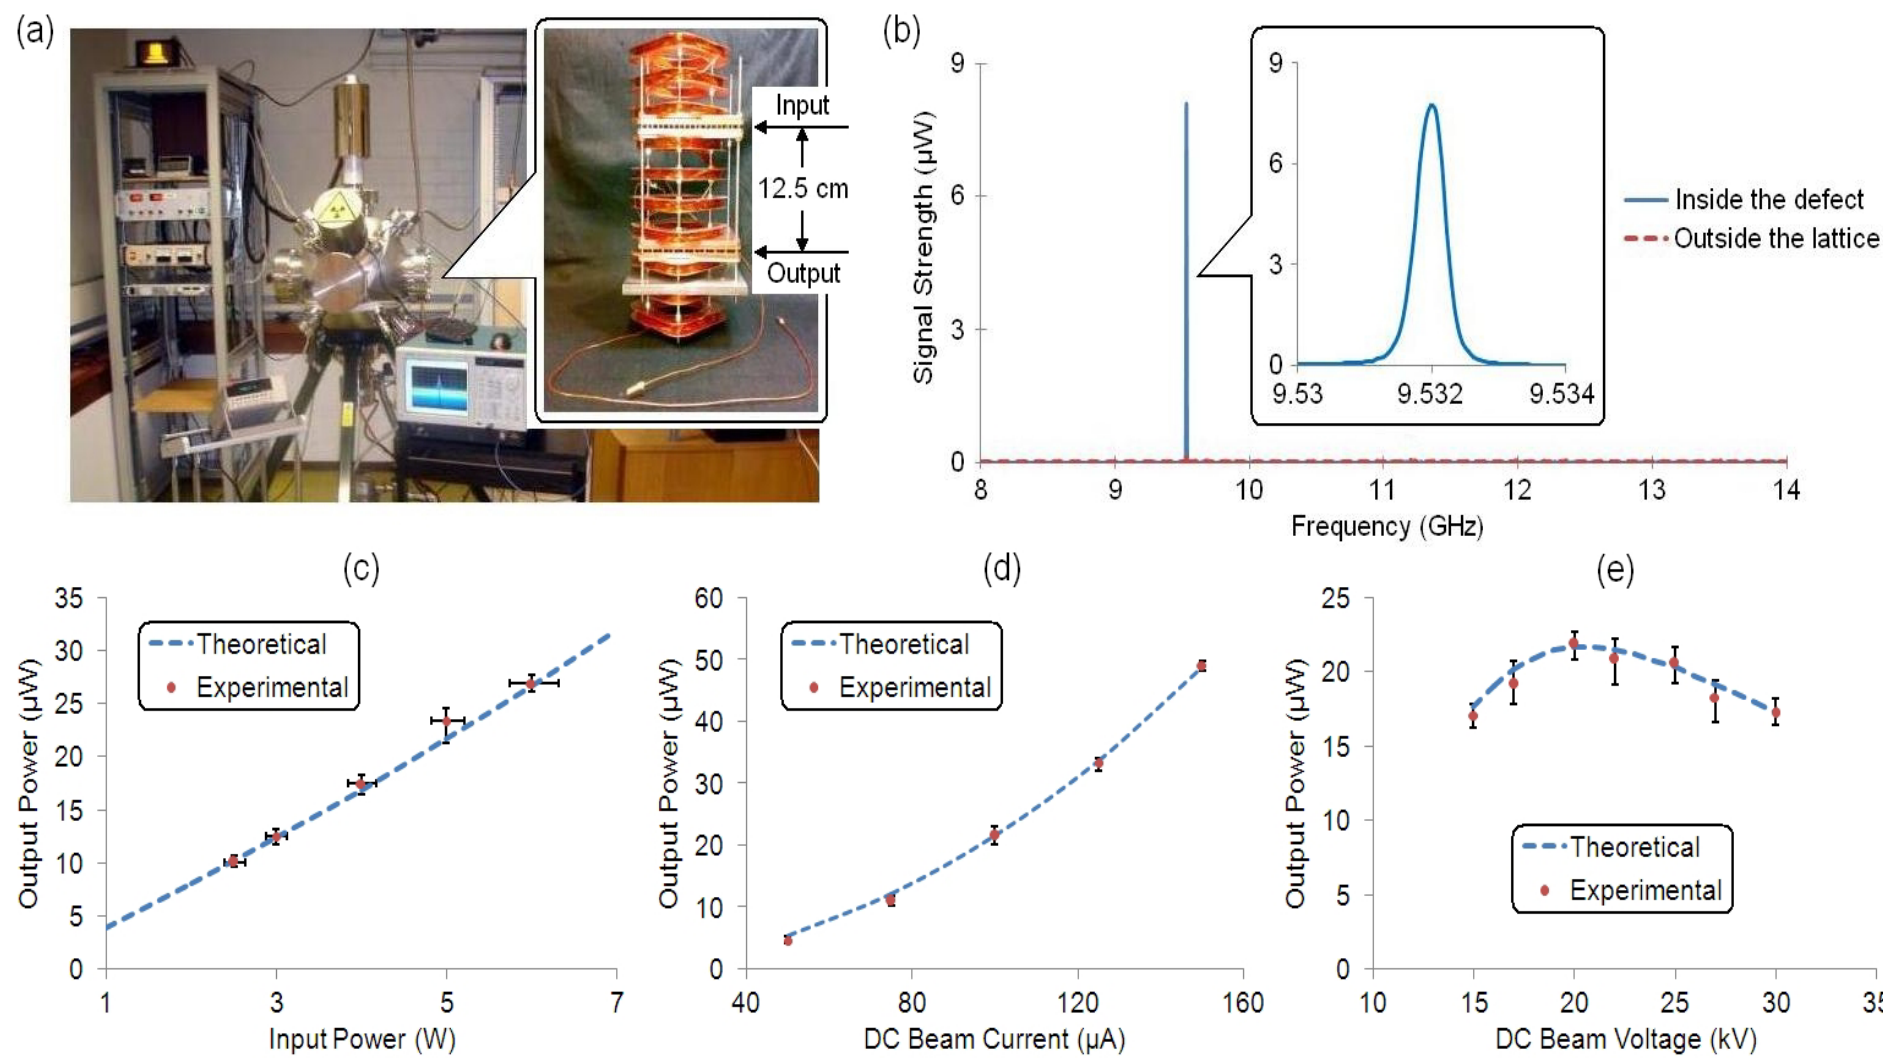 (a)
Input
12.5 cm
Output
(b)
Signal Strength (µW)
9
6
3
0
8
9
10
11
12
13
14
Frequency (GHz)
9
6
3
0
9.53
9.532
9.534
Inside the defect
Outside the lattice
(c)
Output Power (µW)
35
30
25
20
15
10
5
0
1
3
5
7
Input Power (W)
Theoretical
Experimental
(d)
Output Power (µW)
60
50
40
30
20
10
0
40
80
120
160
DC Beam Current (µA)
Theoretical
Experimental
(e)
Output Power (µW)
25
20
15
10
5
0
10
15
20
25
30
35
DC Beam Voltage (kV)
Theoretical
Experimental